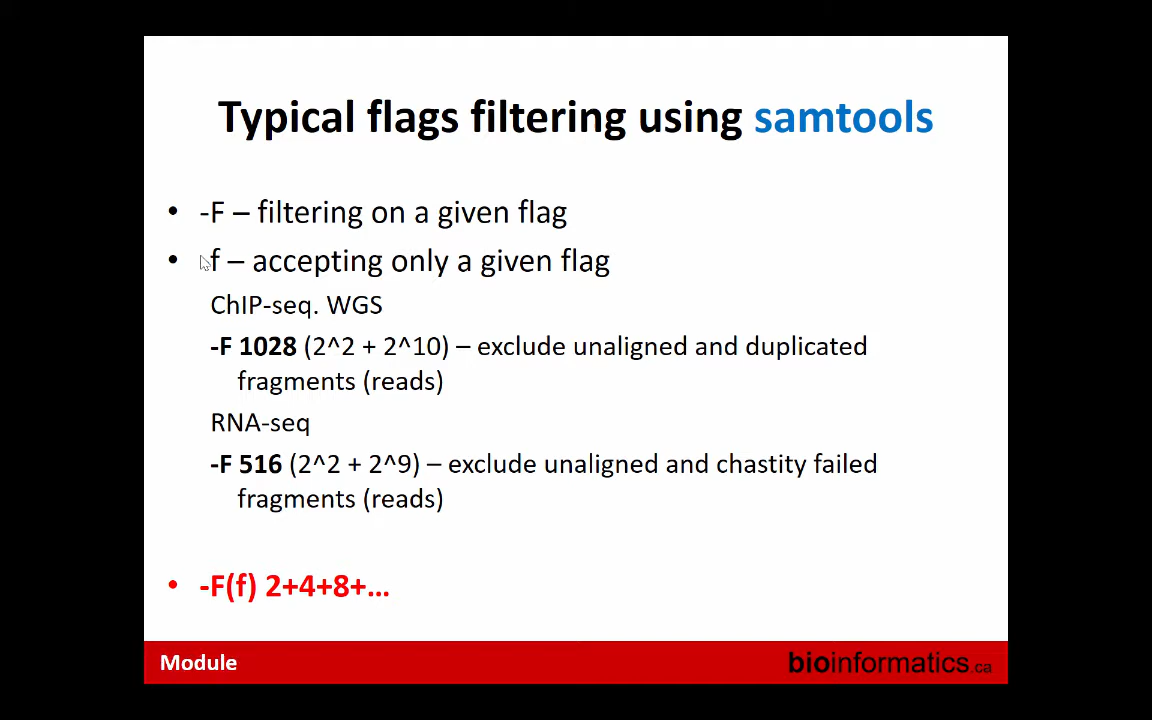 Typical flags filtering using samtools
• -F – filtering on a given flag
• f – accepting only a given flag
ChIP-seq. WGS
-F 1028 (2^2 + 2^10) – exclude unaligned and duplicated
fragments (reads)
RNA-seq
-F 516 (2^2 + 2^9) – exclude unaligned and chastity failed
fragments (reads)
• -F(f) 2+4+8+...
Module
bioinformatics.ca